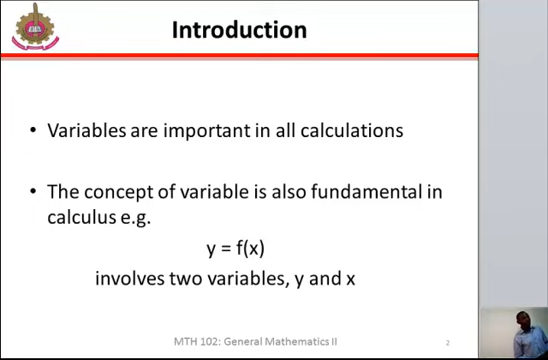 Introduction
• Variables are important in all calculations
• The concept of variable is also fundamental in
calculus e.g.
y = f(x)
involves two variables, y and x
MTH 102: General Mathematics II
2